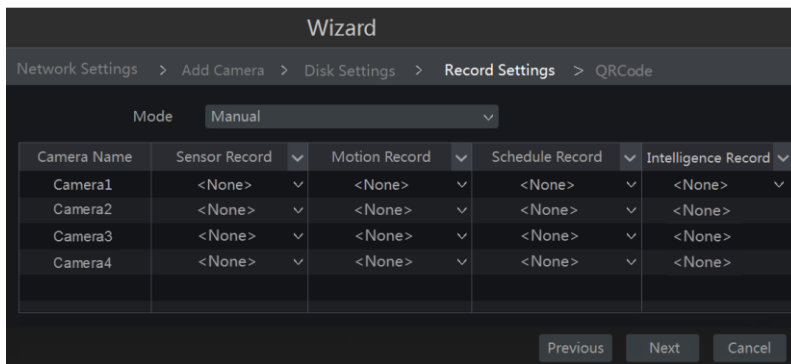 Wizard
Network Settings > Add Camera > Disk Settings > Record Settings > QRCode
Mode Manual
Camera Name Sensor Record Motion Record Schedule Record Intelligence Record
Camera1 <None> <None> <None> <None>
Camera2 <None> <None> <None> <None>
Camera3 <None> <None> <None> <None>
Camera4 <None> <None> <None> <None>
Previous Next Cancel